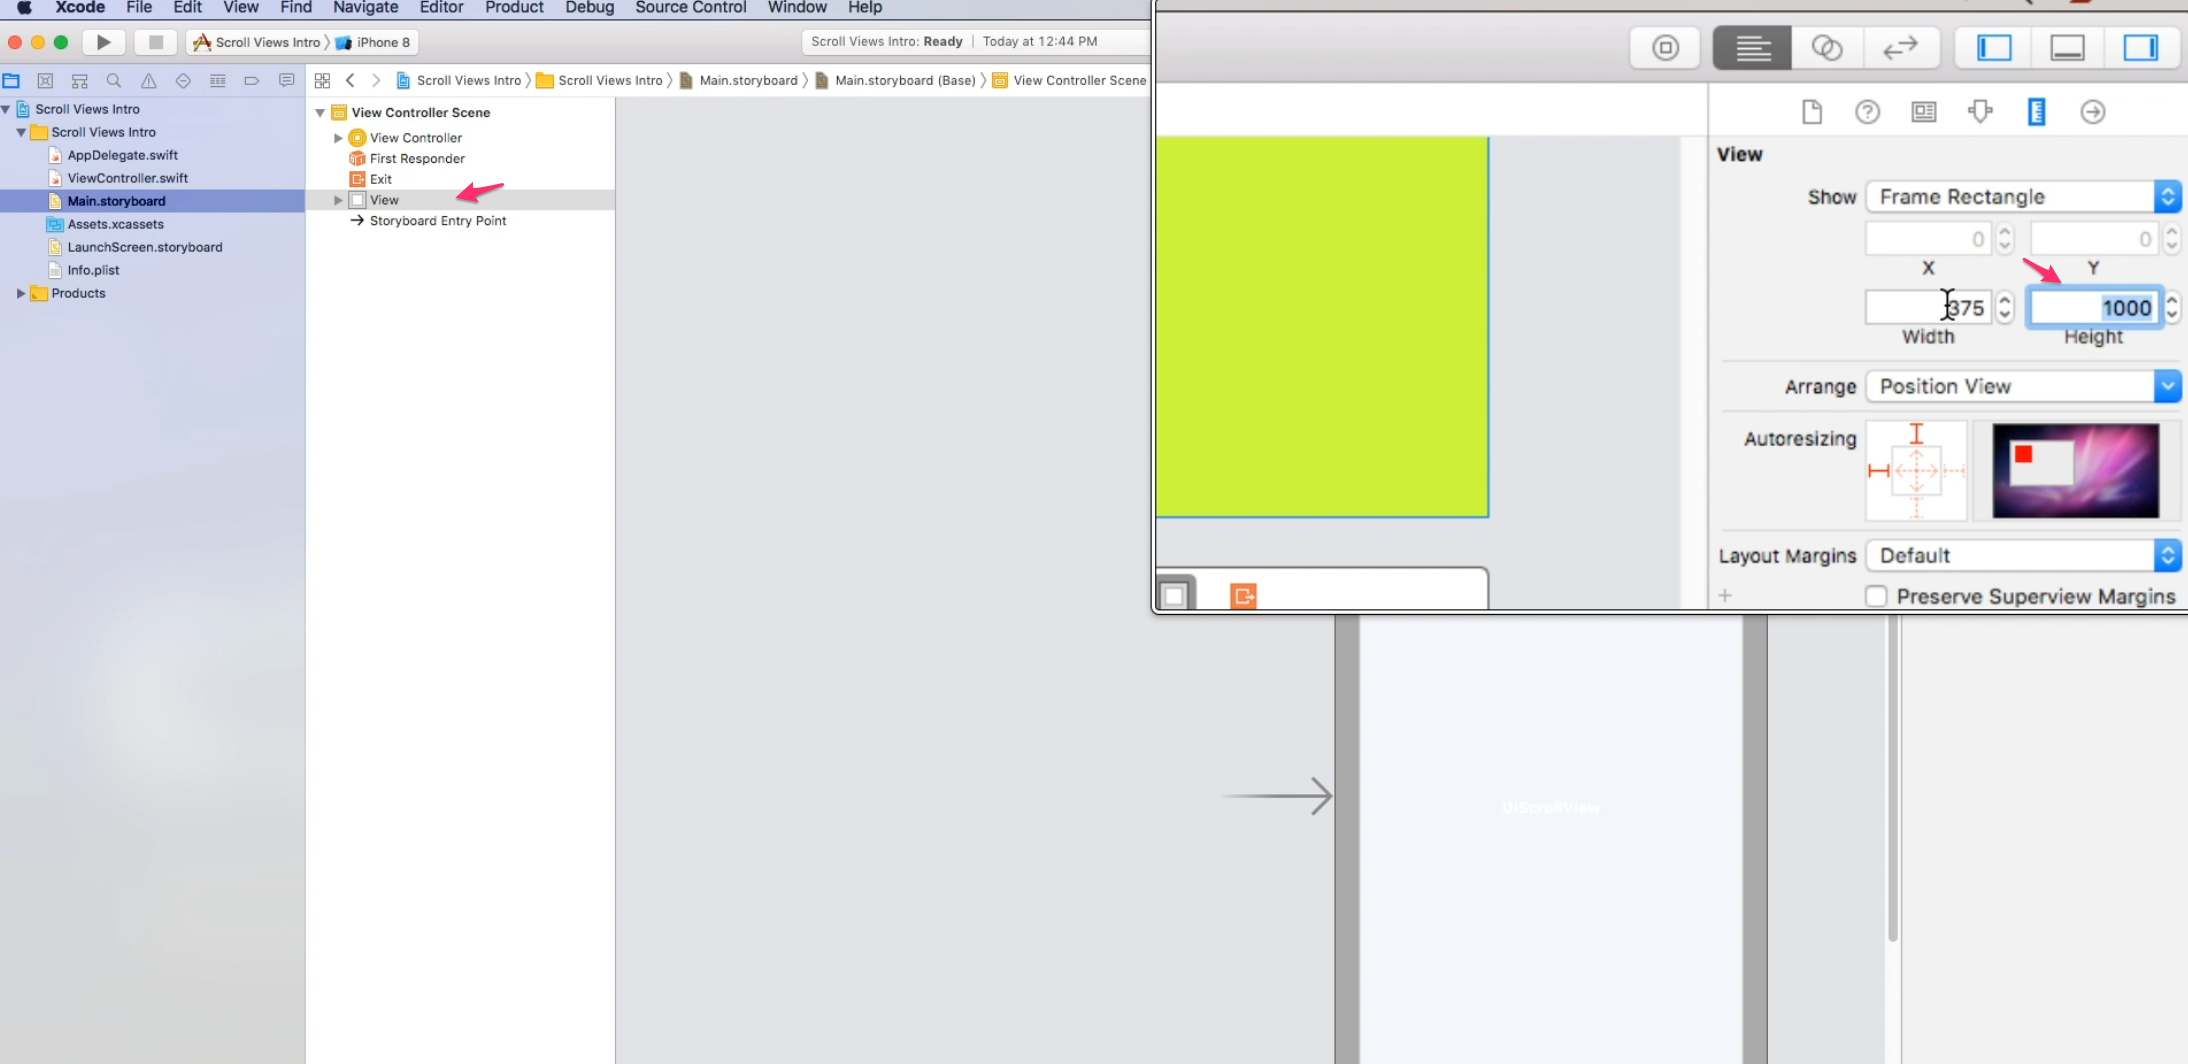 Xcode File Edit View Find Navigate Editor Product Debug Source Control Window Help
Scroll Views Intro iPhone 8
Scroll Views Intro: Ready | Today at 12:44 PM
Scroll Views Intro Scroll Views Intro Main.storyboard Main.storyboard (Base) View Controller Scene
Scroll Views Intro
Scroll Views Intro
AppDelegate.swift
ViewController.swift
Main.storyboard
Assets.xcassets
LaunchScreen.storyboard
Info.plist
Products
View Controller Scene
View Controller
First Responder
Exit
View
Storyboard Entry Point
View
Show Frame Rectangle
0 0
X Y
375 1000
Width Height
Arrange Position View
Autoresizing
Layout Margins Default
Preserve Superview Margins
UIScrollView